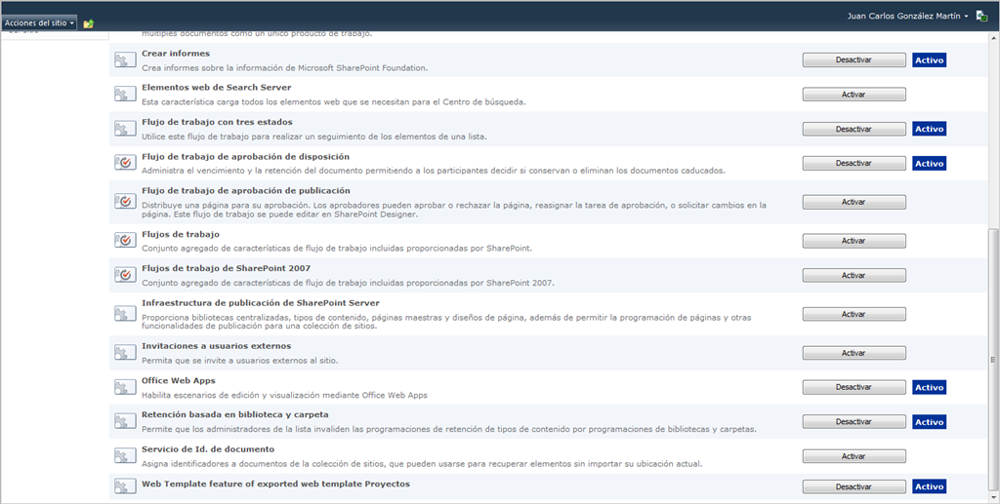 Acciones del sitio
Juan Carlos González Martín
múltiples documentos como un único producto de trabajo.
Crear informes
Crea informes sobre la información de Microsoft SharePoint Foundation.
Desactivar
Activo
Elementos web de Search Server
Esta característica carga todos los elementos web que se necesitan para el Centro de búsqueda.
Activar
Flujo de trabajo con tres estados
Utilice este flujo de trabajo para realizar un seguimiento de los elementos de una lista.
Desactivar
Activo
Flujo de trabajo de aprobación de disposición
Administra el vencimiento y la retención del documento permitiendo a los participantes decidir si conservan o eliminan los documentos caducados.
Desactivar
Activo
Flujo de trabajo de aprobación de publicación
Distribuye una página para su aprobación. Los aprobadores pueden aprobar o rechazar la página, reasignar la tarea de aprobación, o solicitar cambios en la
página. Este flujo de trabajo se puede editar en SharePoint Designer.
Activar
Flujos de trabajo
Conjunto agregado de características de flujo de trabajo incluidas proporcionadas por SharePoint.
Activar
Flujos de trabajo de SharePoint 2007
Conjunto agregado de características de flujo de trabajo incluidas proporcionadas por SharePoint 2007.
Activar
Infraestructura de publicación de SharePoint Server
Proporciona bibliotecas centralizadas, tipos de contenido, páginas maestras y diseños de página, además de permitir la programación de páginas y otras
funcionalidades de publicación para una colección de sitios.
Activar
Invitaciones a usuarios externos
Permita que se invite a usuarios externos al sitio.
Activar
Office Web Apps
Habilita escenarios de edición y visualización mediante Office Web Apps
Desactivar
Activo
Retención basada en biblioteca y carpeta
Permite que los administradores de la lista invaliden las programaciones de retención de tipos de contenido por programaciones de bibliotecas y carpetas.
Desactivar
Activo
Servicio de Id. de documento
Asigna identificadores a documentos de la colección de sitios, que pueden usarse para recuperar elementos sin importar su ubicación actual.
Activar
Web Template feature of exported web template Proyectos
Desactivar
Activo